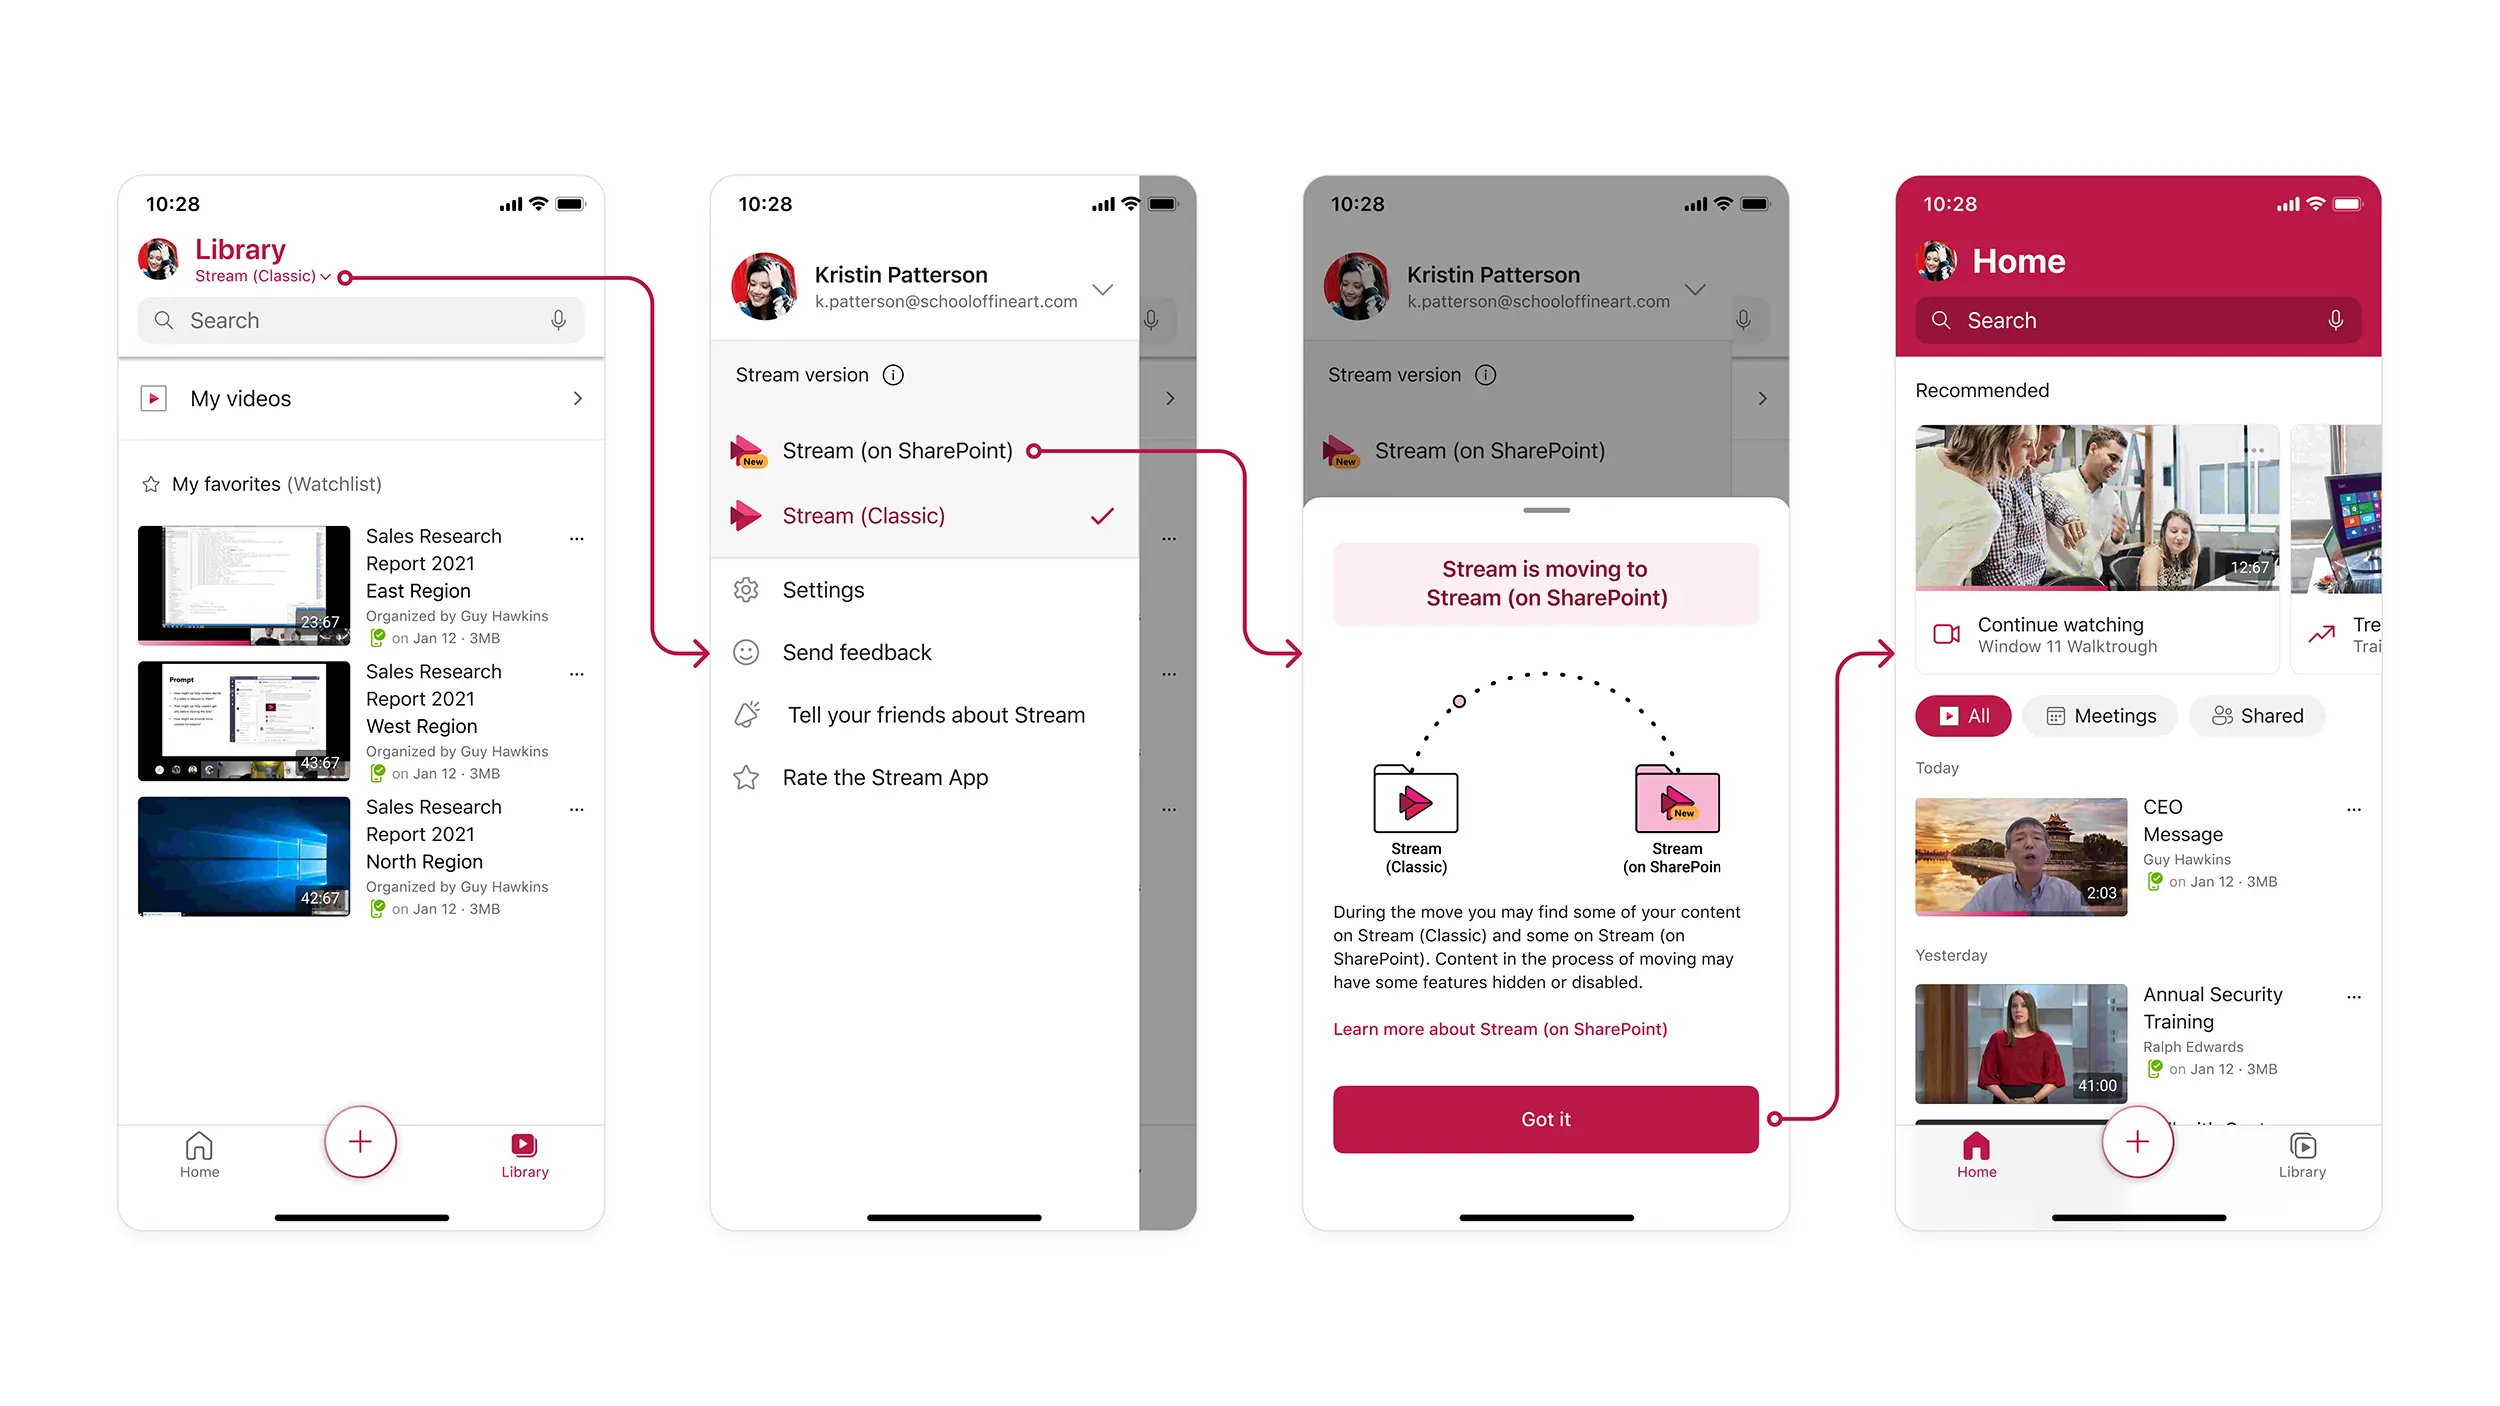 10:28
Library
Stream (Classic)
Search
My videos
My favorites (Watchlist)
23:67
Sales Research
Report 2021
East Region
Organized by Guy Hawkins
on Jan 12 · 3MB
Prompt
43:67
Sales Research
Report 2021
West Region
Organized by Guy Hawkins
on Jan 12 · 3MB
42:67
Sales Research
Report 2021
North Region
Organized by Guy Hawkins
on Jan 12 · 3MB
Home
Library
10:28
Kristin Patterson
k.patterson@schooloffineart.com
Stream version
New
Stream (on SharePoint)
Stream (Classic)
Settings
Send feedback
Tell your friends about Stream
Rate the Stream App
10:28
Kristin Patterson
k.patterson@schooloffineart.com
Stream version
New
Stream (on SharePoint)
Stream is moving to
Stream (on SharePoint)
New
Stream
(Classic)
Stream
(on SharePoin
During the move you may find some of your content
on Stream (Classic) and some on Stream (on
SharePoint). Content in the process of moving may
have some features hidden or disabled.
Learn more about Stream (on SharePoint)
Got it
10:28
Home
Search
Recommended
12:67
Continue watching
Window 11 Walktrough
Tre
Trai
All
Meetings
Shared
Today
2:03
CEO
Message
Guy Hawkins
on Jan 12 · 3MB
Yesterday
41:00
Annual Security
Training
Ralph Edwards
on Jan 12 · 3MB
Home
Library